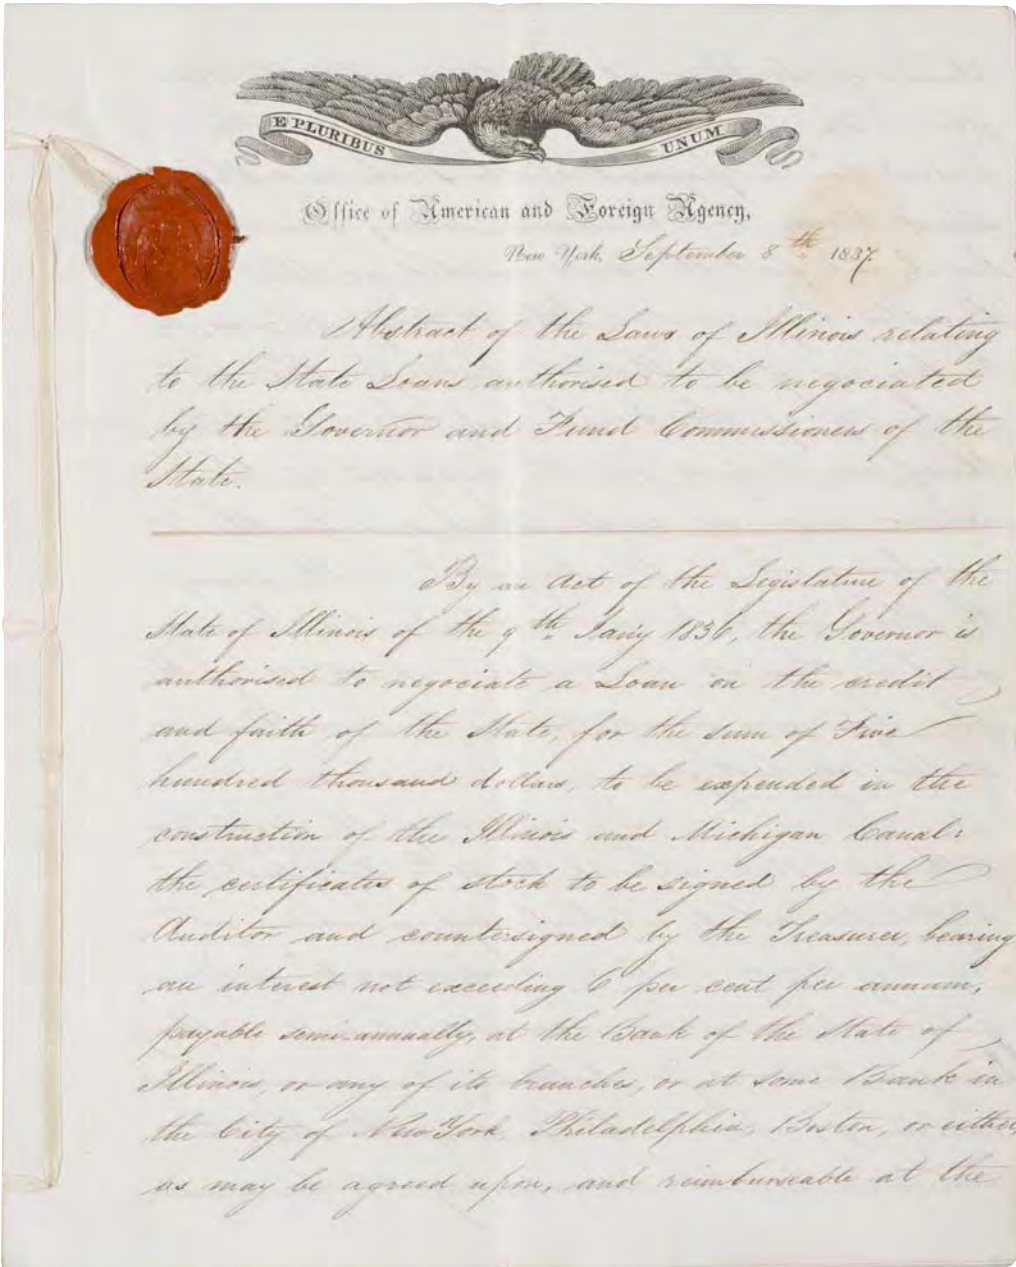 E PLURIBUS UNUM
Office of American and Foreign Agency,
New York, September 8th 1837.
Abstract of the Laws of Illinois relating
to the State Loans authorised to be negociated
by the Governor and Fund Commissioners of the
State.
By an Act of the Legislature of the
State of Illinois of the 9th Jan'y 1836, the Governor is
authorised to negociate a Loan on the credit
and faith of the State, for the sum of Five
hundred thousand dollars, to be expended in the
construction of the Illinois and Michigan Canal:
the certificates of stock to be signed by the
Auditor and countersigned by the Treasurer, bearing
an interest not exceeding 6 per cent per annum,
payable semi-annually, at the Bank of the State of
Illinois, or any of its branches, or at some Bank in
the City of New York, Philadelphia, Boston, or either,
as may be agreed upon, and reimburseable at the